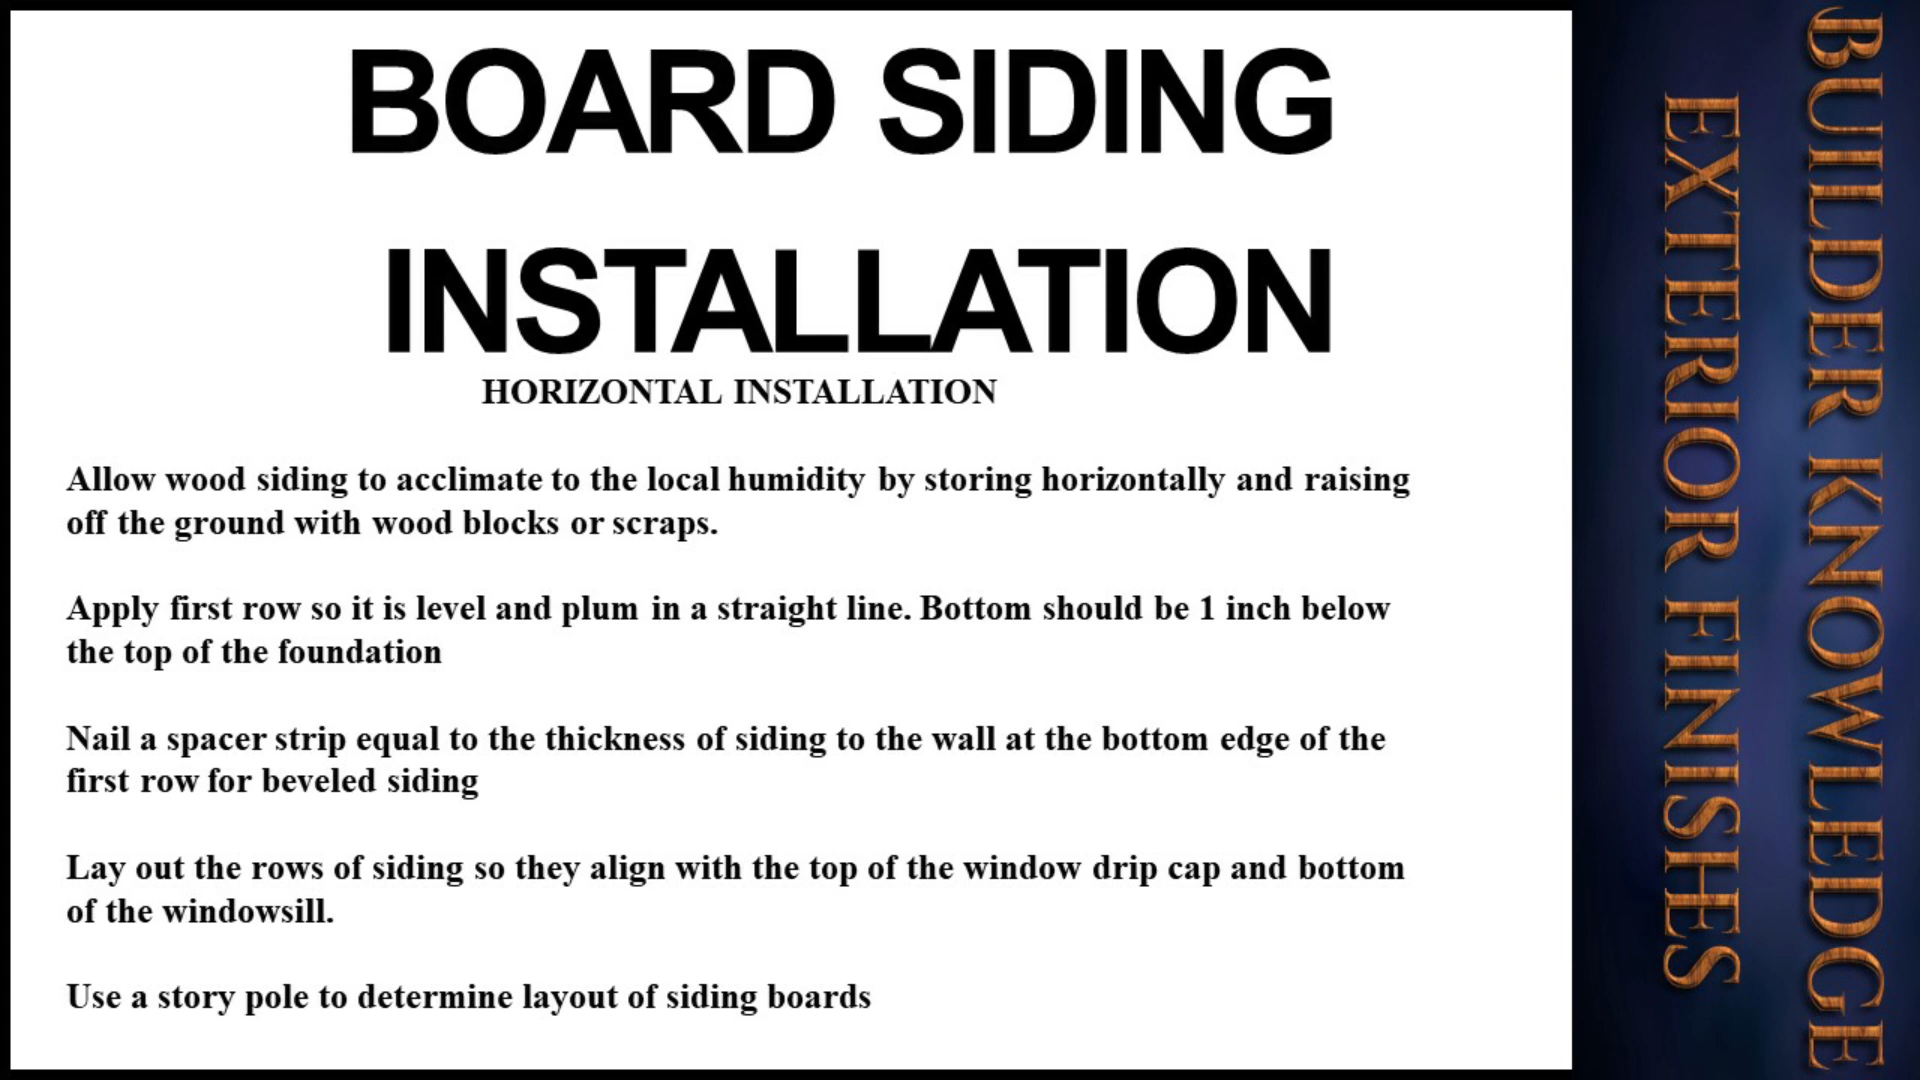 BOARD SIDING
INSTALLATION
HORIZONTAL INSTALLATION
Allow wood siding to acclimate to the local humidity by storing horizontally and raising
off the ground with wood blocks or scraps.
Apply first row so it is level and plum in a straight line. Bottom should be 1 inch below
the top of the foundation
Nail a spacer strip equal to the thickness of siding to the wall at the bottom edge of the
first row for beveled siding
Lay out the rows of siding so they align with the top of the window drip cap and bottom
of the windowsill.
Use a story pole to determine layout of siding boards
BUILDER KNOWLEDGE
EXTERIOR FINISHES